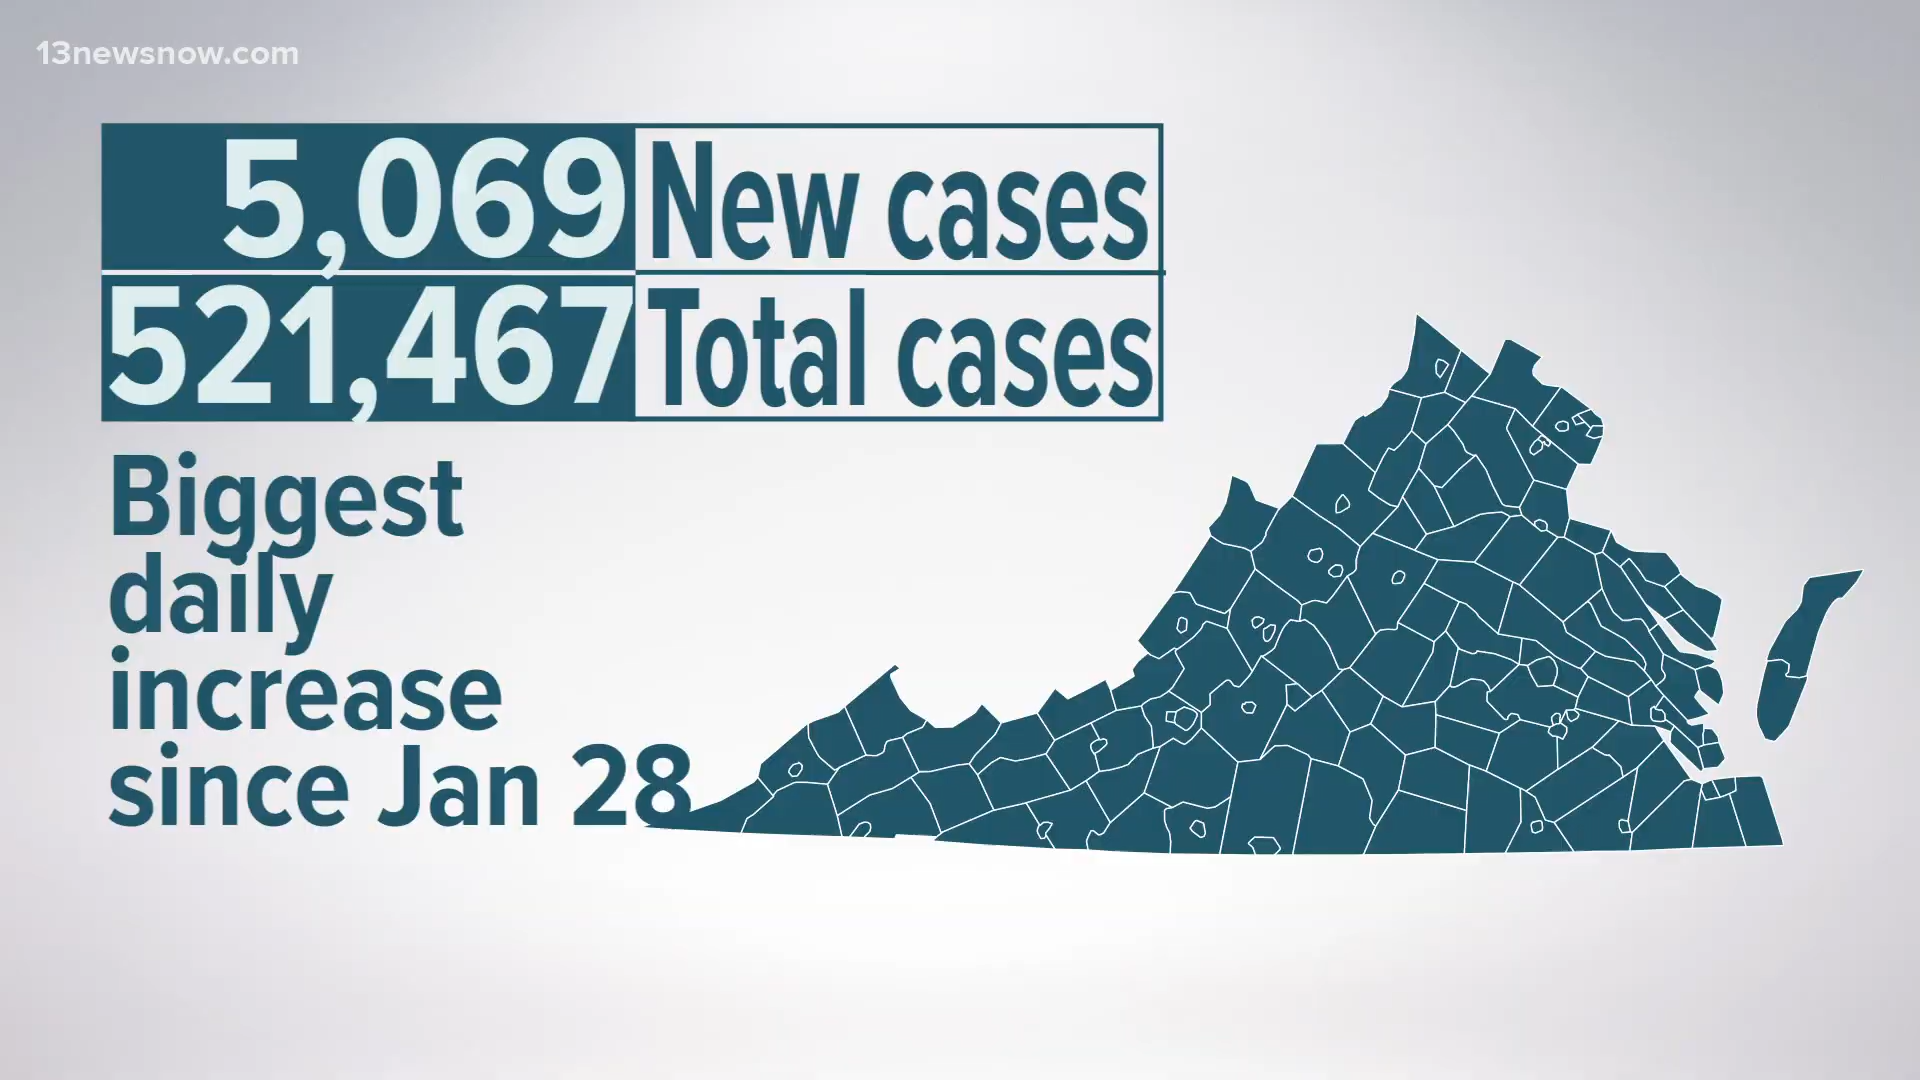 13newsnow.com
5,069 New cases
521,467 Total cases
Biggest
daily
increase
since Jan 28